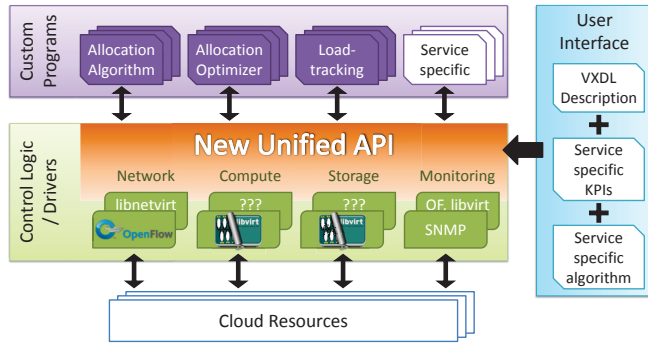 Custom
Programs
Allocation
Algorithm
Allocation
Optimizer
Load-
tracking
Service
specific
User
Interface
VXDL
Description
+
Service
specific
KPIs
+
Service
specific
algorithm
Control Logic
/ Drivers
New Unified API
Network
Compute
Storage
Monitoring
libnetvirt
???
???
OF, libvirt
OpenFlow
libvirt
libvirt
SNMP
Cloud Resources